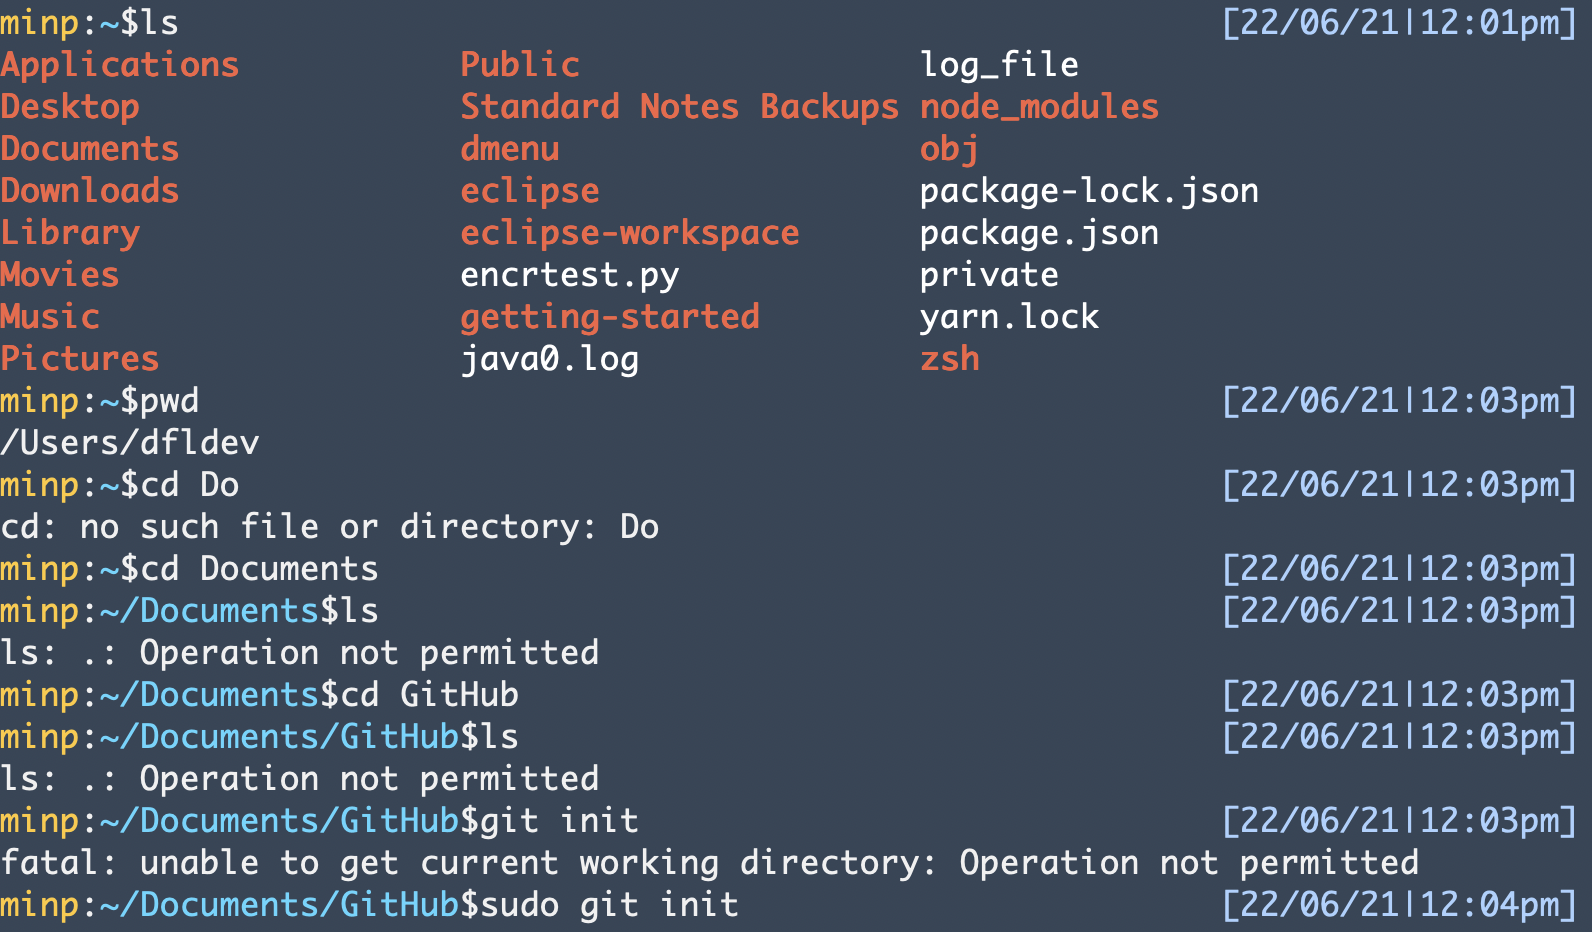 minp:~$ls [22/06/21|12:01pm]
Applications Public log_file
Desktop Standard Notes Backups node_modules
Documents dmenu obj
Downloads eclipse package-lock.json
Library eclipse-workspace package.json
Movies encrtest.py private
Music getting-started yarn.lock
Pictures java0.log zsh
minp:~$pwd [22/06/21|12:03pm]
/Users/dfldev
minp:~$cd Do [22/06/21|12:03pm]
cd: no such file or directory: Do
minp:~$cd Documents [22/06/21|12:03pm]
minp:~/Documents$ls [22/06/21|12:03pm]
ls: .: Operation not permitted
minp:~/Documents$cd GitHub [22/06/21|12:03pm]
minp:~/Documents/GitHub$ls [22/06/21|12:03pm]
ls: .: Operation not permitted
minp:~/Documents/GitHub$git init [22/06/21|12:03pm]
fatal: unable to get current working directory: Operation not permitted
minp:~/Documents/GitHub$sudo git init [22/06/21|12:04pm]